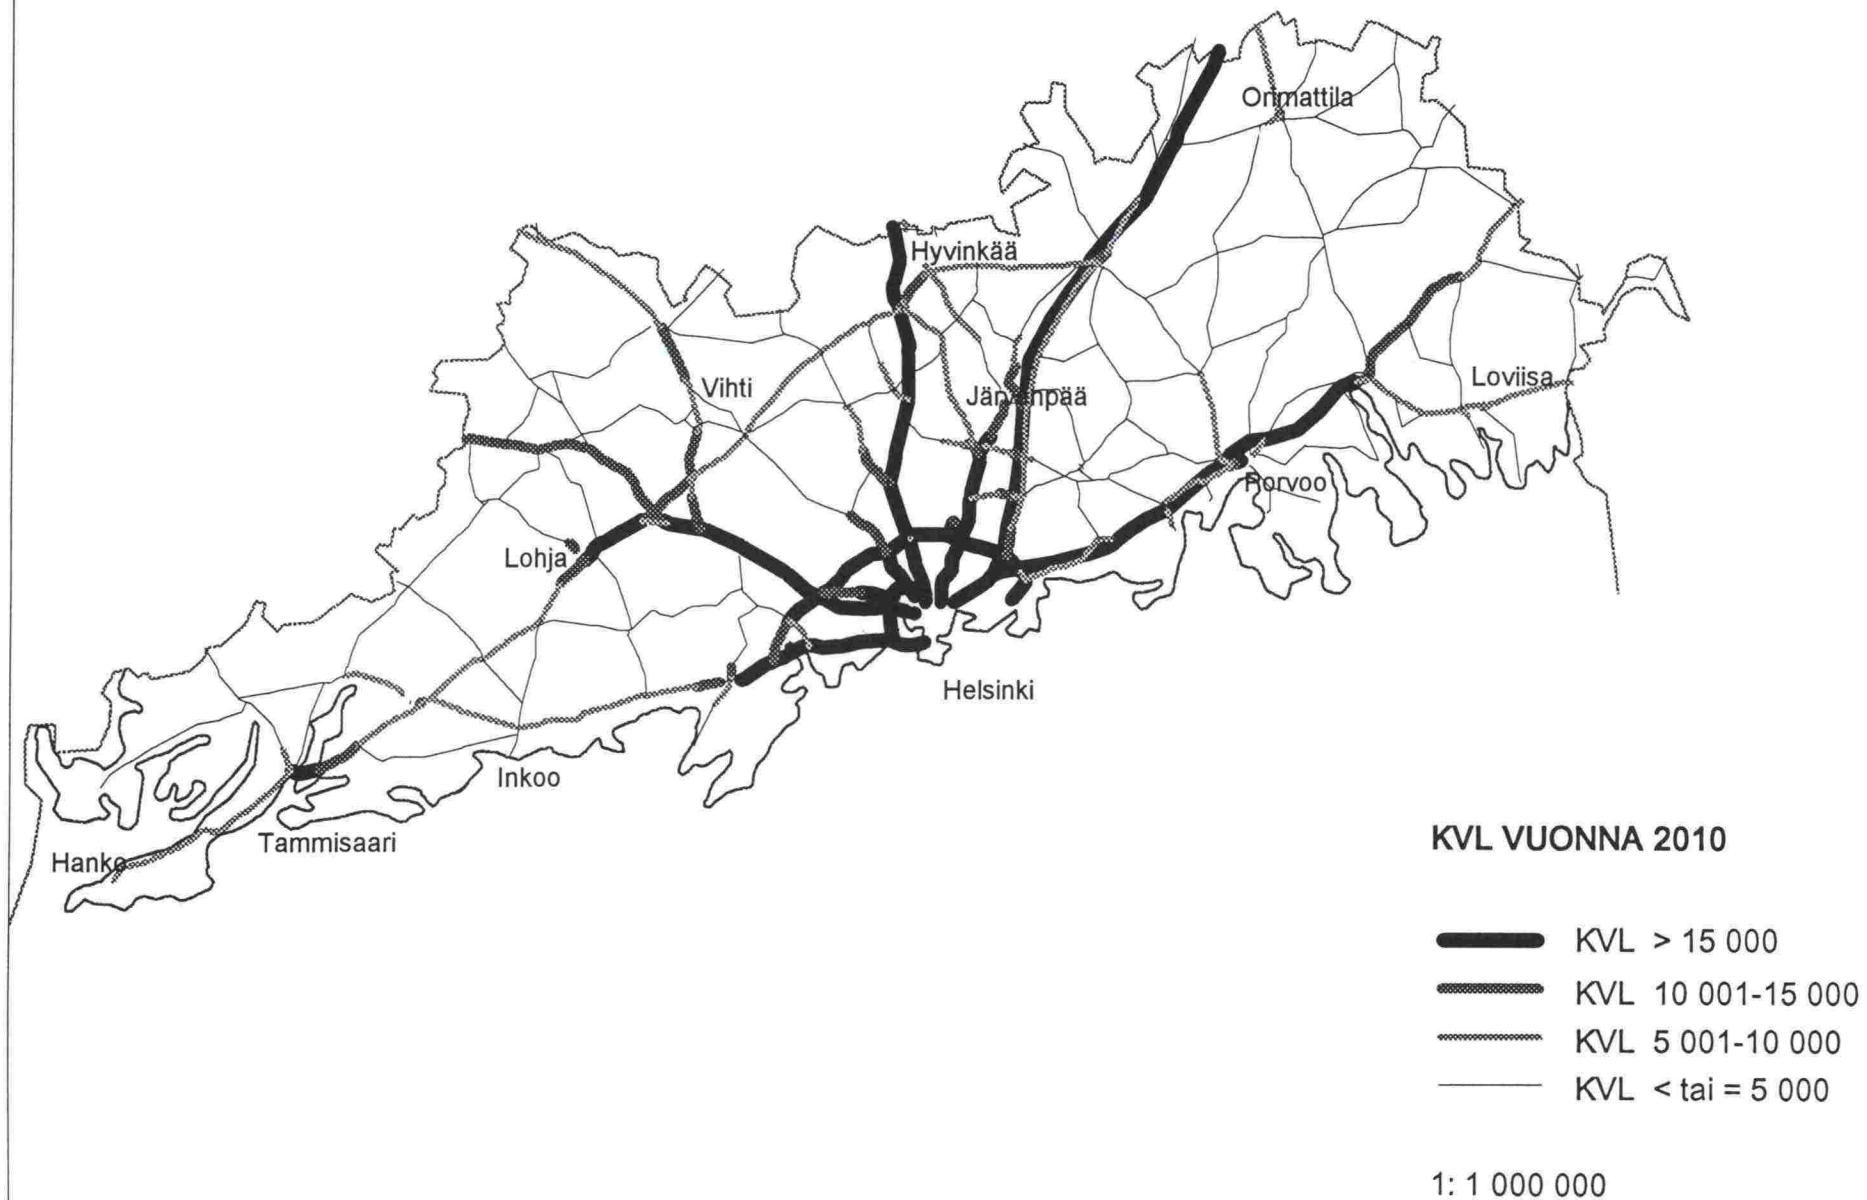 Orimattila
Hyvinkää
Järvenpää
Vihti
Loviisa
Porvoo
Lohja
Helsinki
Inkoo
Tammisaari
Hanko
KVL VUONNA 2010
KVL > 15 000
KVL 10 001-15 000
KVL 5 001-10 000
KVL < tai = 5 000
1: 1 000 000